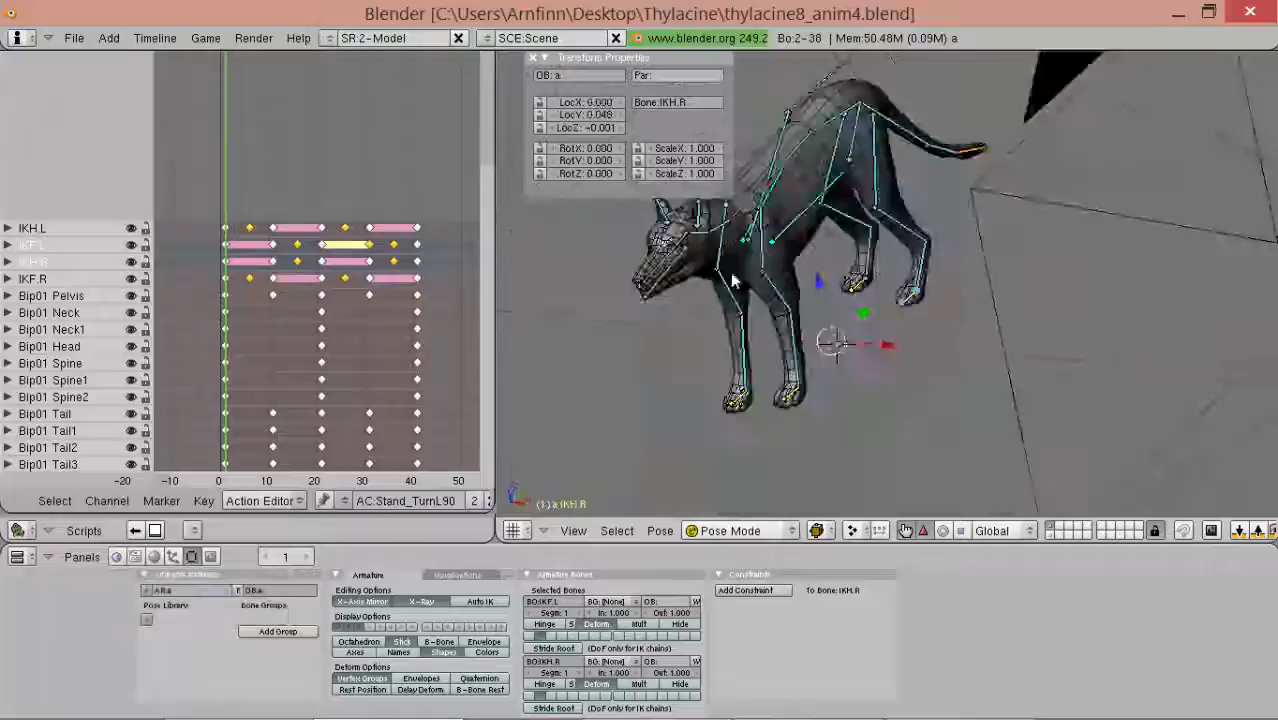 Blender [C:\Users\Arnfinn\Desktop\Thylacine\thylacine8_anim4.blend]
File Add Timeline Game Render Help SR:2-Model SCE:Scene www.blender.org 249.2 Bo:2-38 | Mem:50.48M (0.09M) a
Transform Properties
OB: a Par:
LocX: 0.000 Bone:IKH.R
LocY: 0.048
LocZ: -0.001
RotX: 0.000 ScaleX: 1.000
RotY: 0.000 ScaleY: 1.000
RotZ: 0.000 ScaleZ: 1.000
IKH.L
IKF.L
IKH.R
IKF.R
Bip01 Pelvis
Bip01 Neck
Bip01 Neck1
Bip01 Head
Bip01 Spine
Bip01 Spine1
Bip01 Spine2
Bip01 Tail
Bip01 Tail1
Bip01 Tail2
Bip01 Tail3
-20 -10 0 10 20 30 40 50
Select Channel Marker Key Action Editor AC:Stand_TurnL90 2
(1) a IKH.R
Scripts
View Select Pose Pose Mode Global
Panels 1
AR:a OB:a
Pose Library Bone Groups
Add Group
Armature
Editing Options
X-Axis Mirror X-Ray Auto IK
Display Options
Octahedron Stick B-Bone Envelope
Axes Names Shapes Colors
Deform Options
Vertex Groups Envelopes Quaternion
Rest Position Delay Deform B-Bone Rest
Armature Bones
Selected Bones
BO:IKF.L BG: [None] OB: W
Segm: 1 In: 1.000 Out: 1.000
Hinge S Deform Mult Hide
Stride Root (DoF only for IK chains)
BO:IKH.R BG: [None] OB: W
Segm: 1 In: 1.000 Out: 1.000
Hinge S Deform Mult Hide
Stride Root (DoF only for IK chains)
Constraints
Add Constraint To Bone: IKH.R